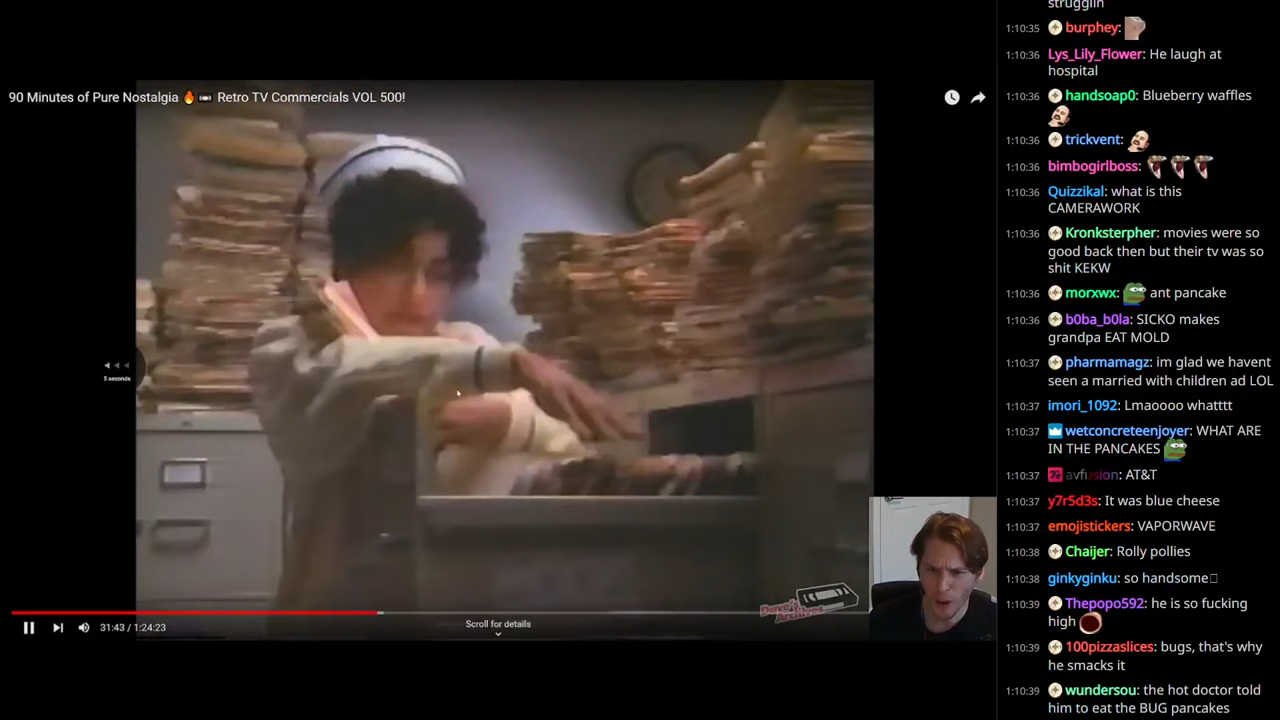 90 Minutes of Pure Nostalgia 🔥📼 Retro TV Commercials VOL 500!
5 seconds
Dave's
Archives
31:43 / 1:24:23
Scroll for details
strugglin
1:10:35 burphey:
1:10:36 Lys_Lily_Flower: He laugh at
hospital
1:10:36 handsoap0: Blueberry waffles
1:10:36 trickvent:
1:10:36 bimbogirlboss:
1:10:36 Quizzikal: what is this
CAMERAWORK
1:10:36 Kronksterpher: movies were so
good back then but their tv was so
shit KEKW
1:10:36 morxwx: ant pancake
1:10:36 b0ba_b0la: SICKO makes
grandpa EAT MOLD
1:10:37 pharmamagz: im glad we havent
seen a married with children ad LOL
1:10:37 imori_1092: Lmaoooo whatttt
1:10:37 wetconcreteenjoyer: WHAT ARE
IN THE PANCAKES
1:10:37 avfusion: AT&T
1:10:37 y7r5d3s: It was blue cheese
1:10:37 emojistickers: VAPORWAVE
1:10:38 Chaijer: Rolly pollies
1:10:38 ginkyginku: so handsome
1:10:39 Thepopo592: he is so fucking
high
1:10:39 100pizzaslices: bugs, that's why
he smacks it
1:10:39 wundersou: the hot doctor told
him to eat the BUG pancakes